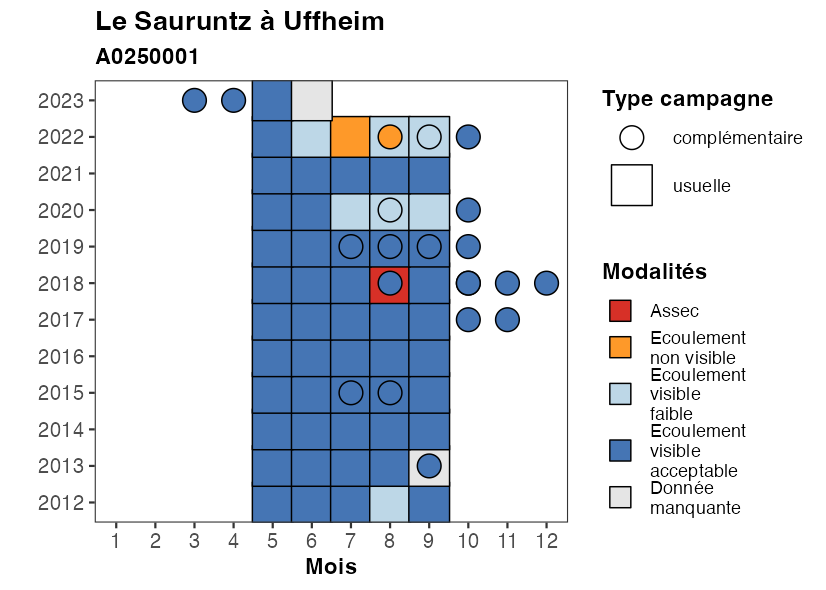 Le Sauruntz à Uffheim
A0250001
2023
2022
2021
2020
2019
2018
2017
2016
2015
2014
2013
2012
1 2 3 4 5 6 7 8 9 10 11 12
Mois
Type campagne
complémentaire
usuelle
Modalités
Assec
Ecoulement
non visible
Ecoulement
visible
faible
Ecoulement
visible
acceptable
Donnée
manquante